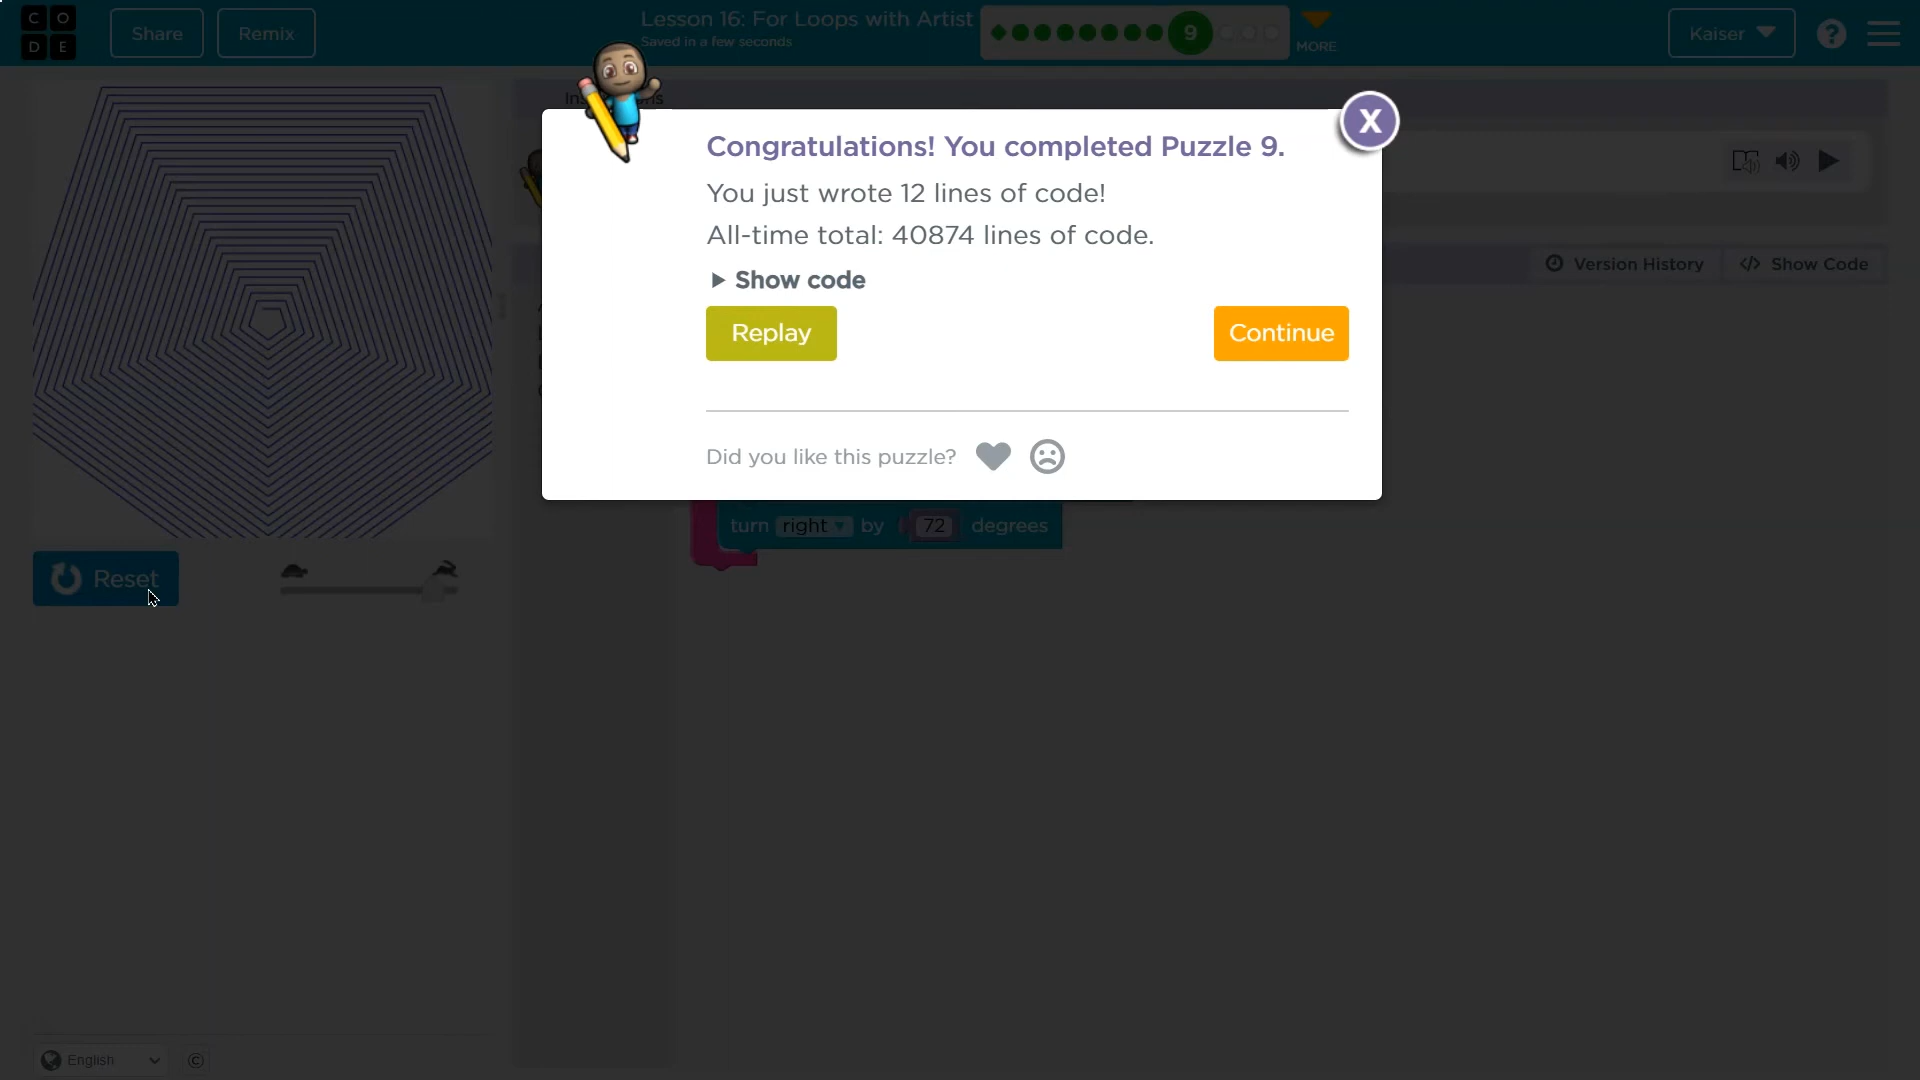 C O
D E
Share
Remix
Lesson 16: For Loops with Artist
Saved in a few seconds
9
MORE
Kaiser
?
X
Congratulations! You completed Puzzle 9.
You just wrote 12 lines of code!
All-time total: 40874 lines of code.
Show code
Replay
Continue
Did you like this puzzle?
Version History
</> Show Code
turn right by 72 degrees
Reset
English
©